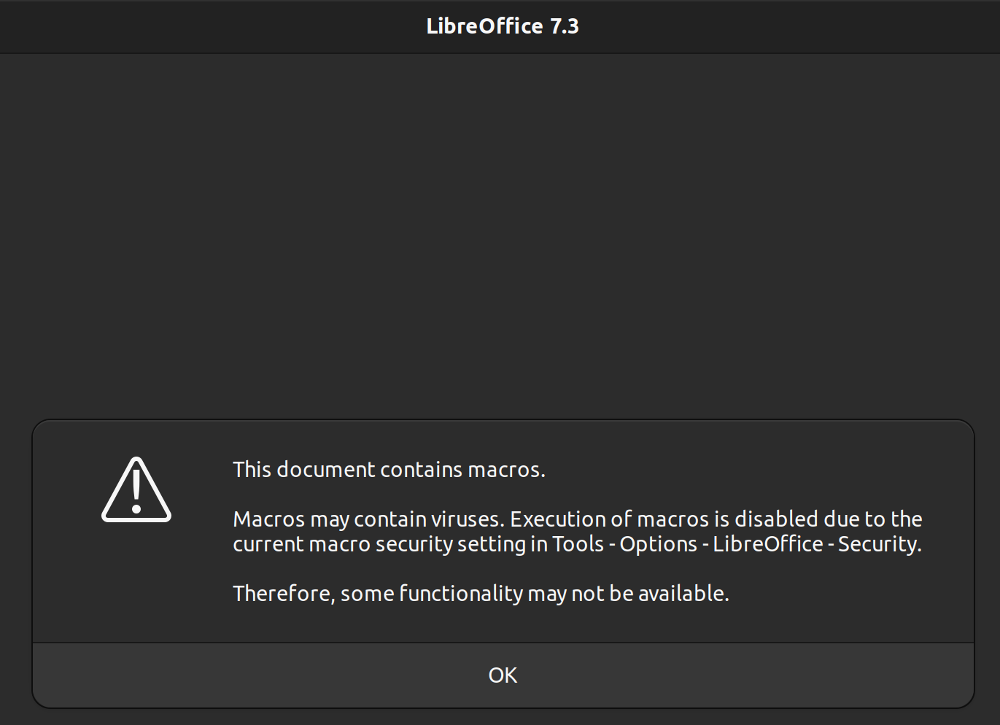 LibreOffice 7.3
This document contains macros.
Macros may contain viruses. Execution of macros is disabled due to the
current macro security setting in Tools - Options - LibreOffice - Security.
Therefore, some functionality may not be available.
OK